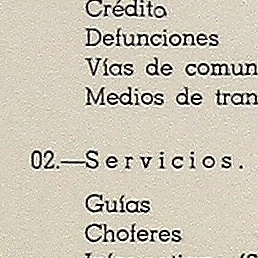 Crédito
Defunciones
Vías de comun
Medios de tran
02.—Servicios.
Guías
Choferes